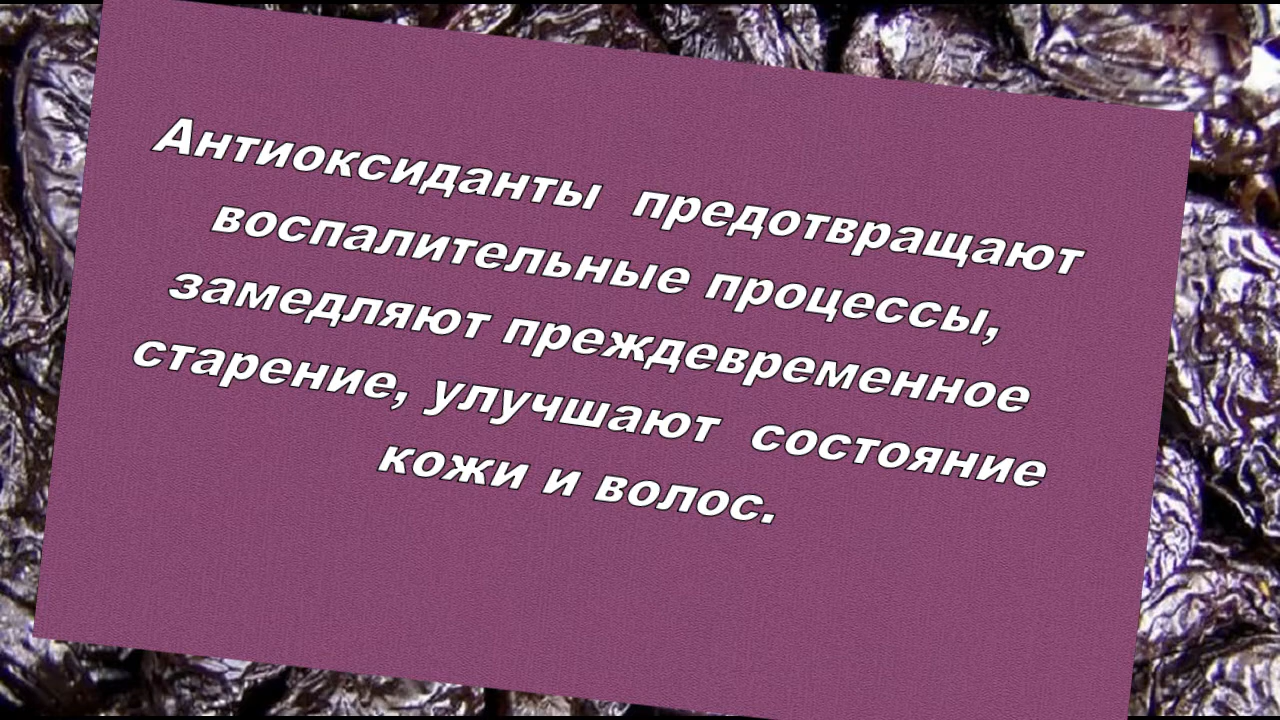 Антиоксиданты предотвращают
воспалительные процессы,
замедляют преждевременное
старение, улучшают состояние
кожи и волос.